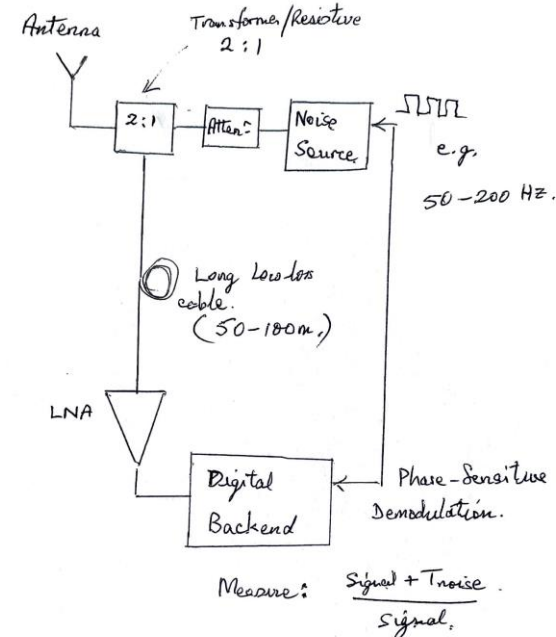 Antenna
Transformer/Resistive
2:1
2:1
Atten:
Noise
Source
e.g.
50-200 HZ.
Long Low loss
cable.
(50-100m.)
LNA
Digital
Backend
Phase-Sensitive
Demodulation.
Measure: Signal + Tnoise.
Signal.